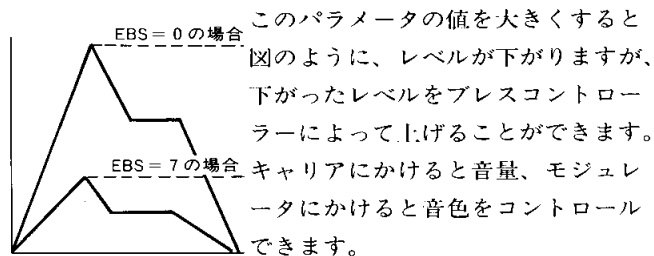 EBS＝0の場合
EBS＝7の場合
このパラメータの値を大きくすると
図のように、レベルが下がりますが、
下がったレベルをブレスコントロー
ラーによって上げることができます。
キャリアにかけると音量、モジュレ
ータにかけると音色をコントロール
できます。